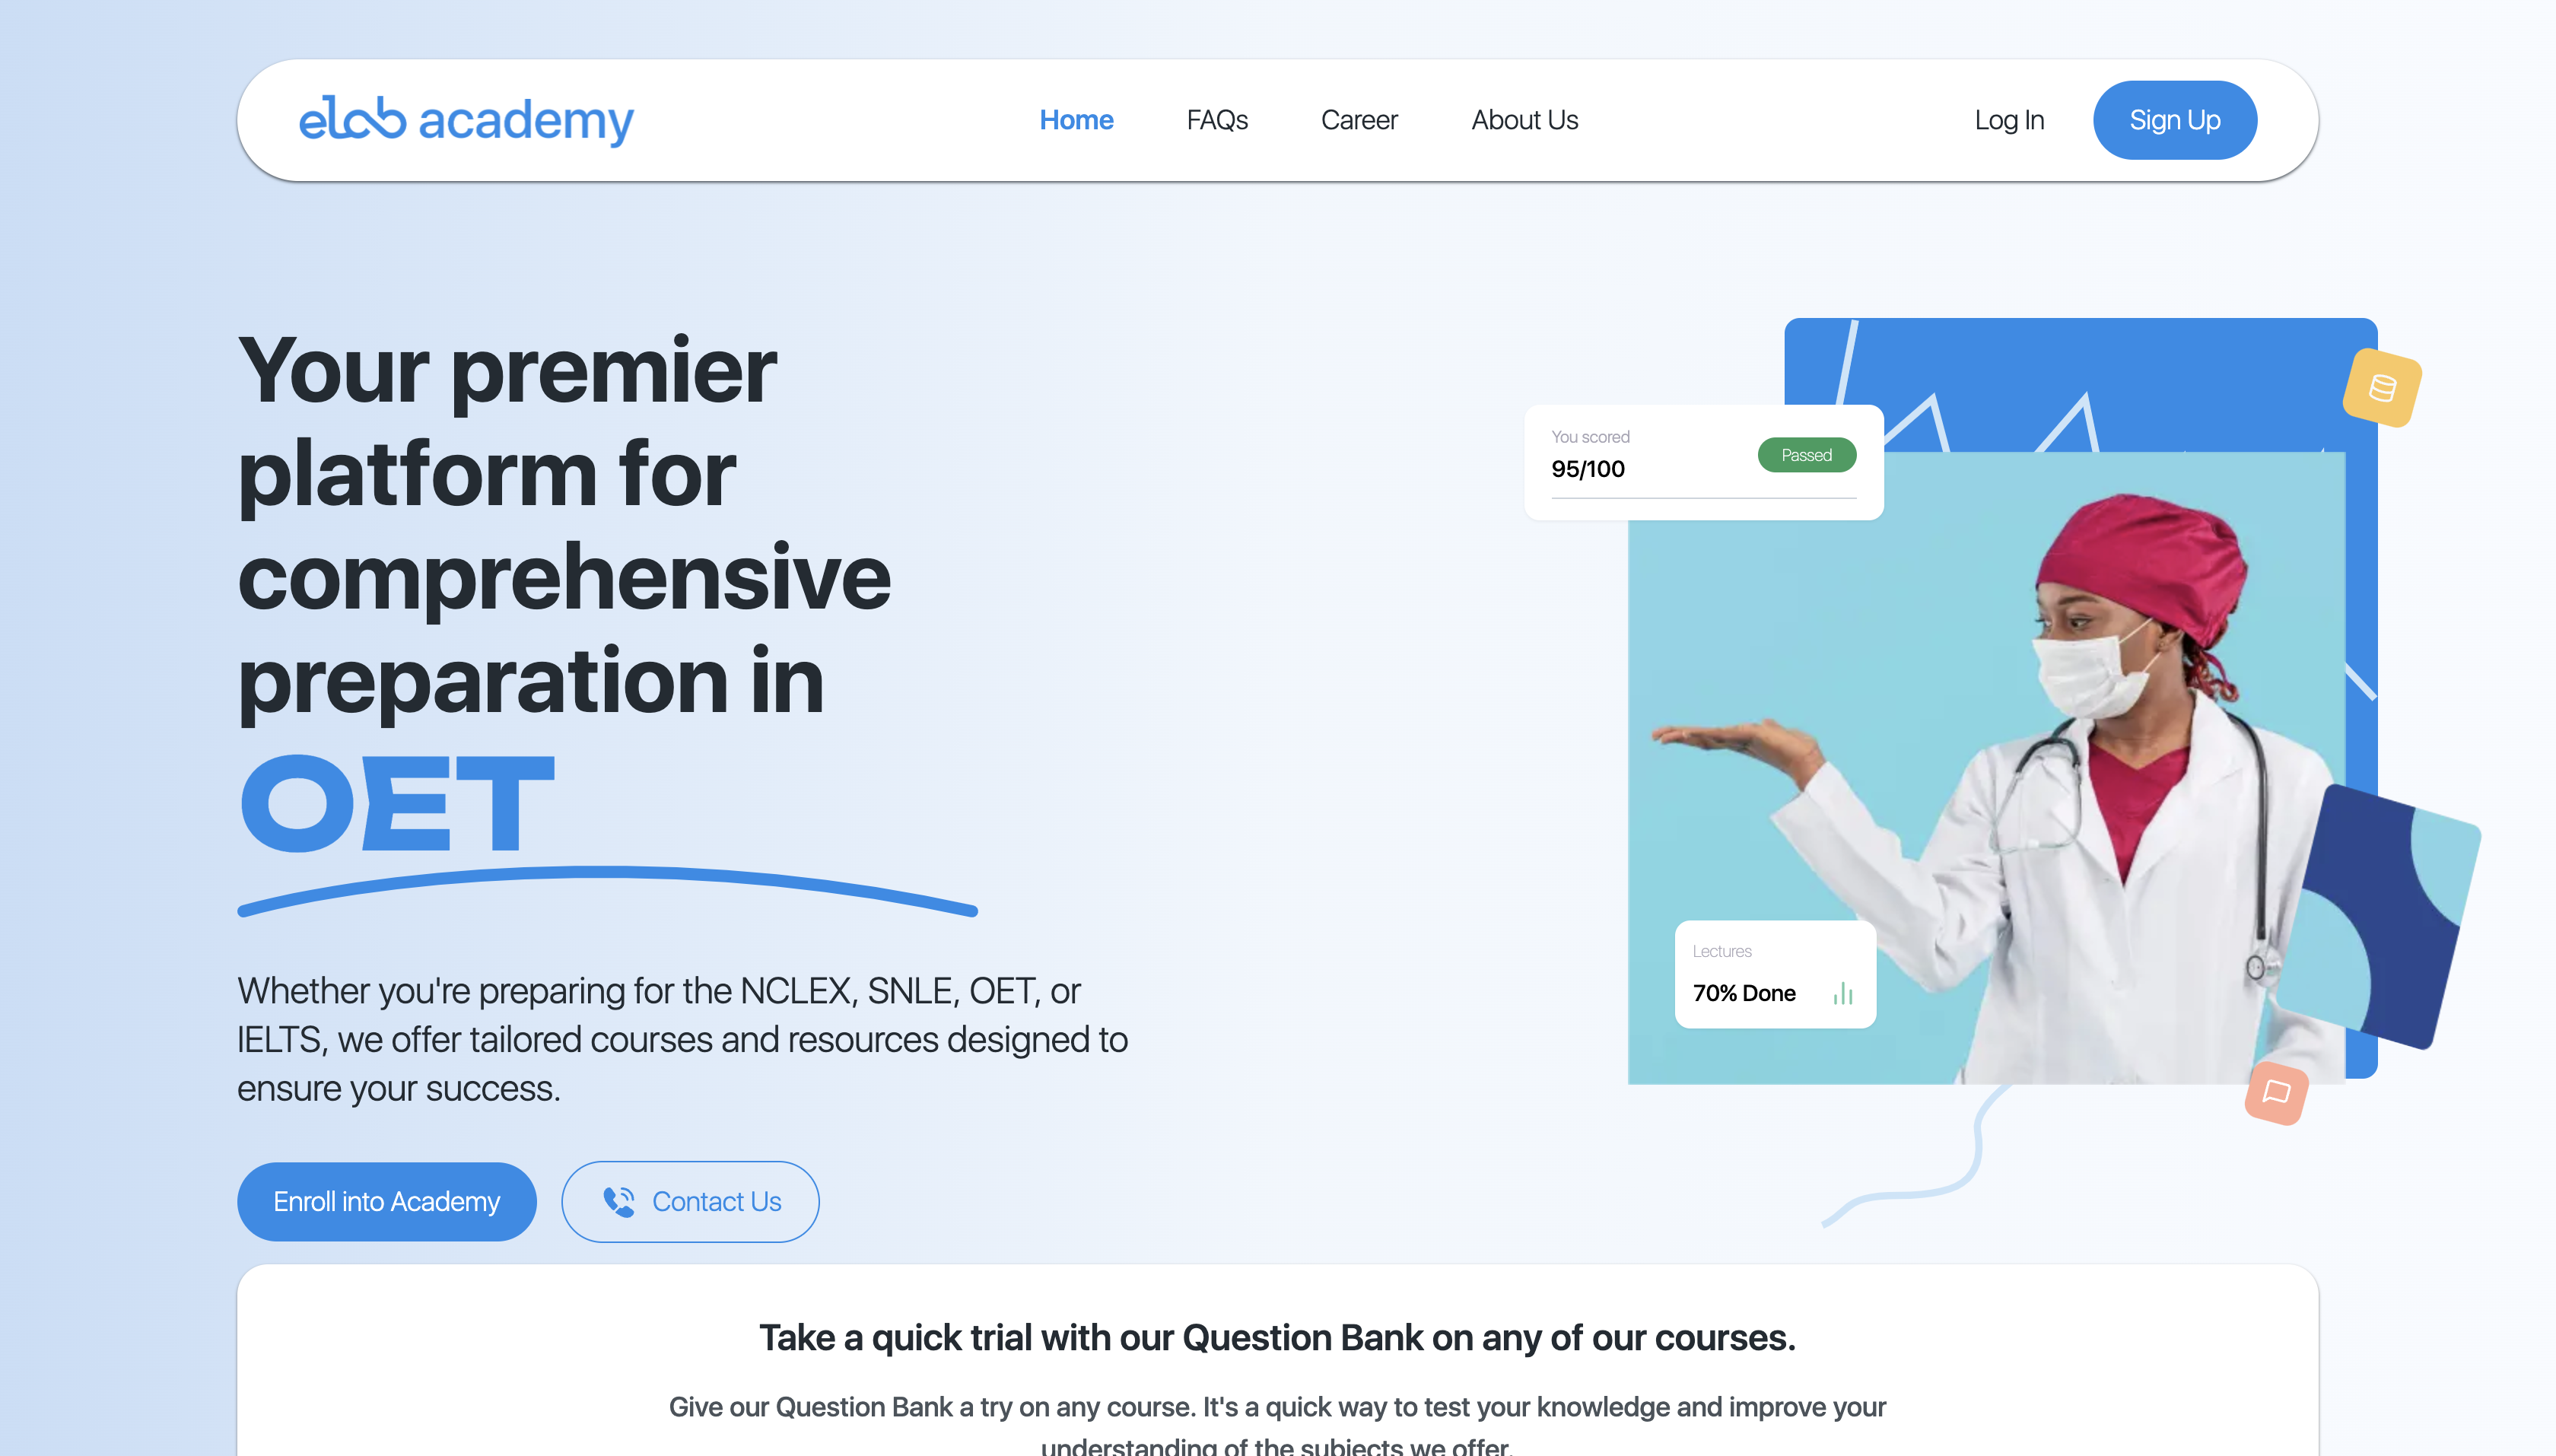 elab academy
Home
FAQs
Career
About Us
Log In
Sign Up
Your premier
platform for
comprehensive
preparation in
OET
Whether you're preparing for the NCLEX, SNLE, OET, or
IELTS, we offer tailored courses and resources designed to
ensure your success.
Enroll into Academy
Contact Us
You scored
95/100
Passed
Lectures
70% Done
Take a quick trial with our Question Bank on any of our courses.
Give our Question Bank a try on any course. It's a quick way to test your knowledge and improve your
understanding of the subjects we offer.